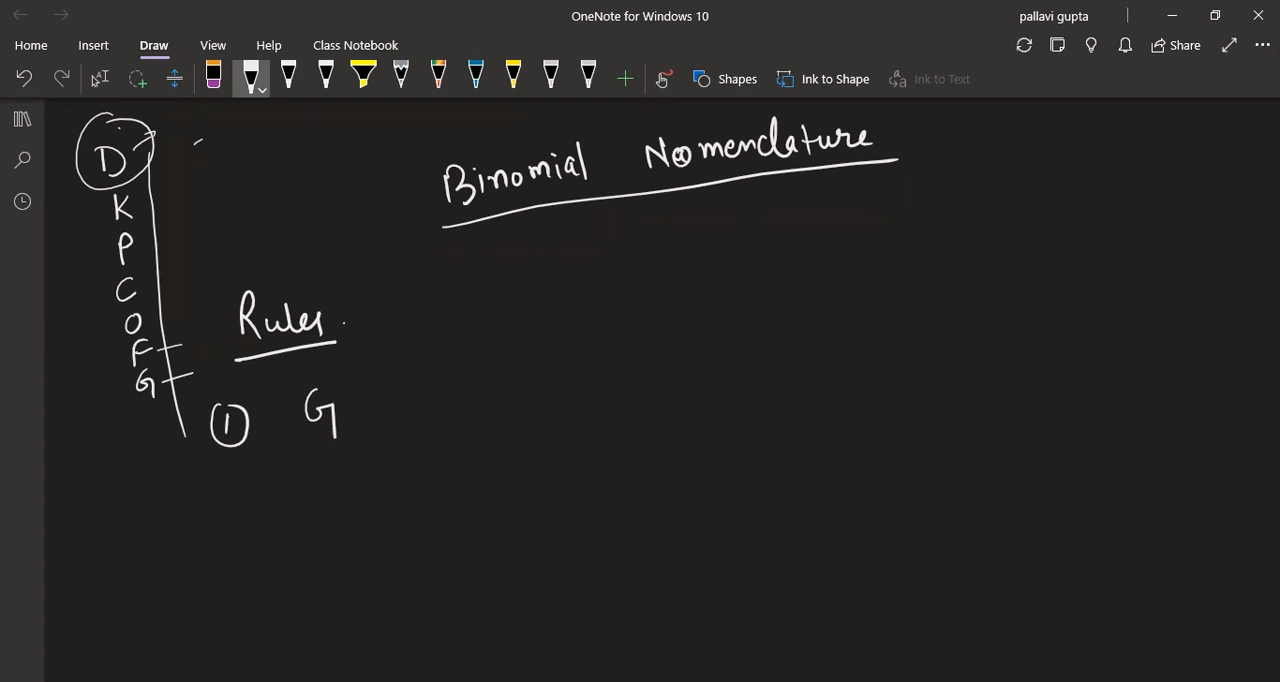 OneNote for Windows 10
pallavi gupta
Home Insert Draw View Help Class Notebook
Share
Shapes
Ink to Shape
Ink to Text
Binomial Nomenclature
D
K
P
C
O
F
G
Rules
① G